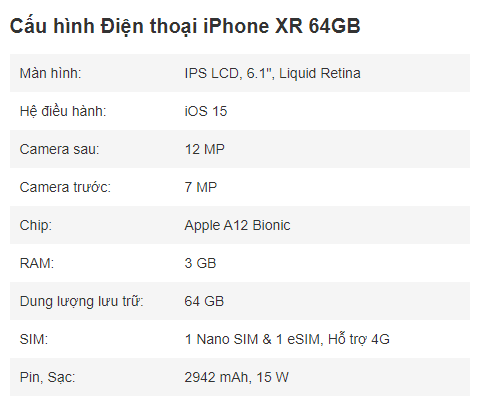 Cấu hình Điện thoại iPhone XR 64GB
Màn hình: IPS LCD, 6.1", Liquid Retina
Hệ điều hành: iOS 15
Camera sau: 12 MP
Camera trước: 7 MP
Chip: Apple A12 Bionic
RAM: 3 GB
Dung lượng lưu trữ: 64 GB
SIM: 1 Nano SIM & 1 eSIM, Hỗ trợ 4G
Pin, Sạc: 2942 mAh, 15 W